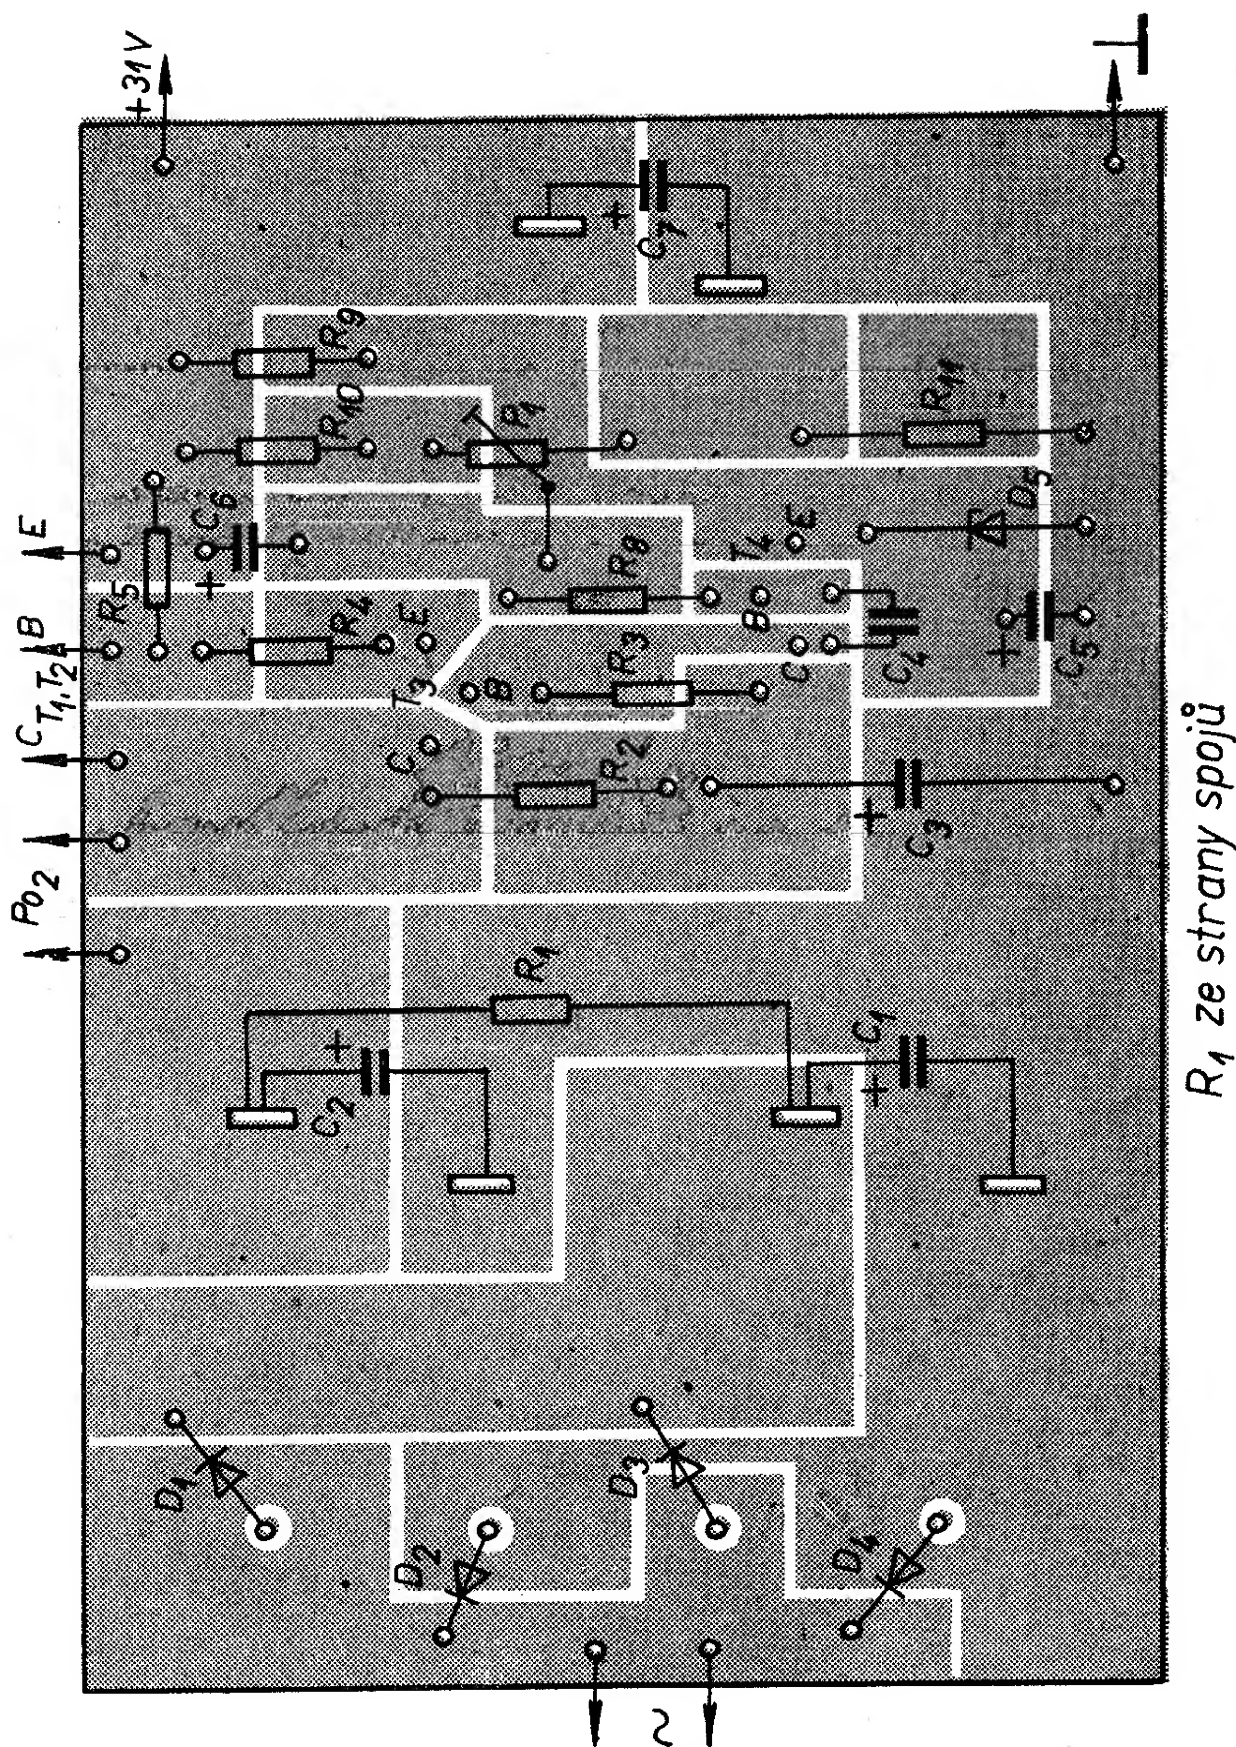 +31V
E
B
C
T₁,T₂
Po₂
R₅
C₆
R₄
R₁₀
R₉
C₇
P₁
R₁₁
D₅
E
T₄
B
C
R₈
C₄
C₅
E
T₃
B
C
R₃
R₂
C₃
R₁
C₂
C₁
D₁
D₂
D₃
D₄
+
+
+
+
+
+
~
R₁ ze strany spojů